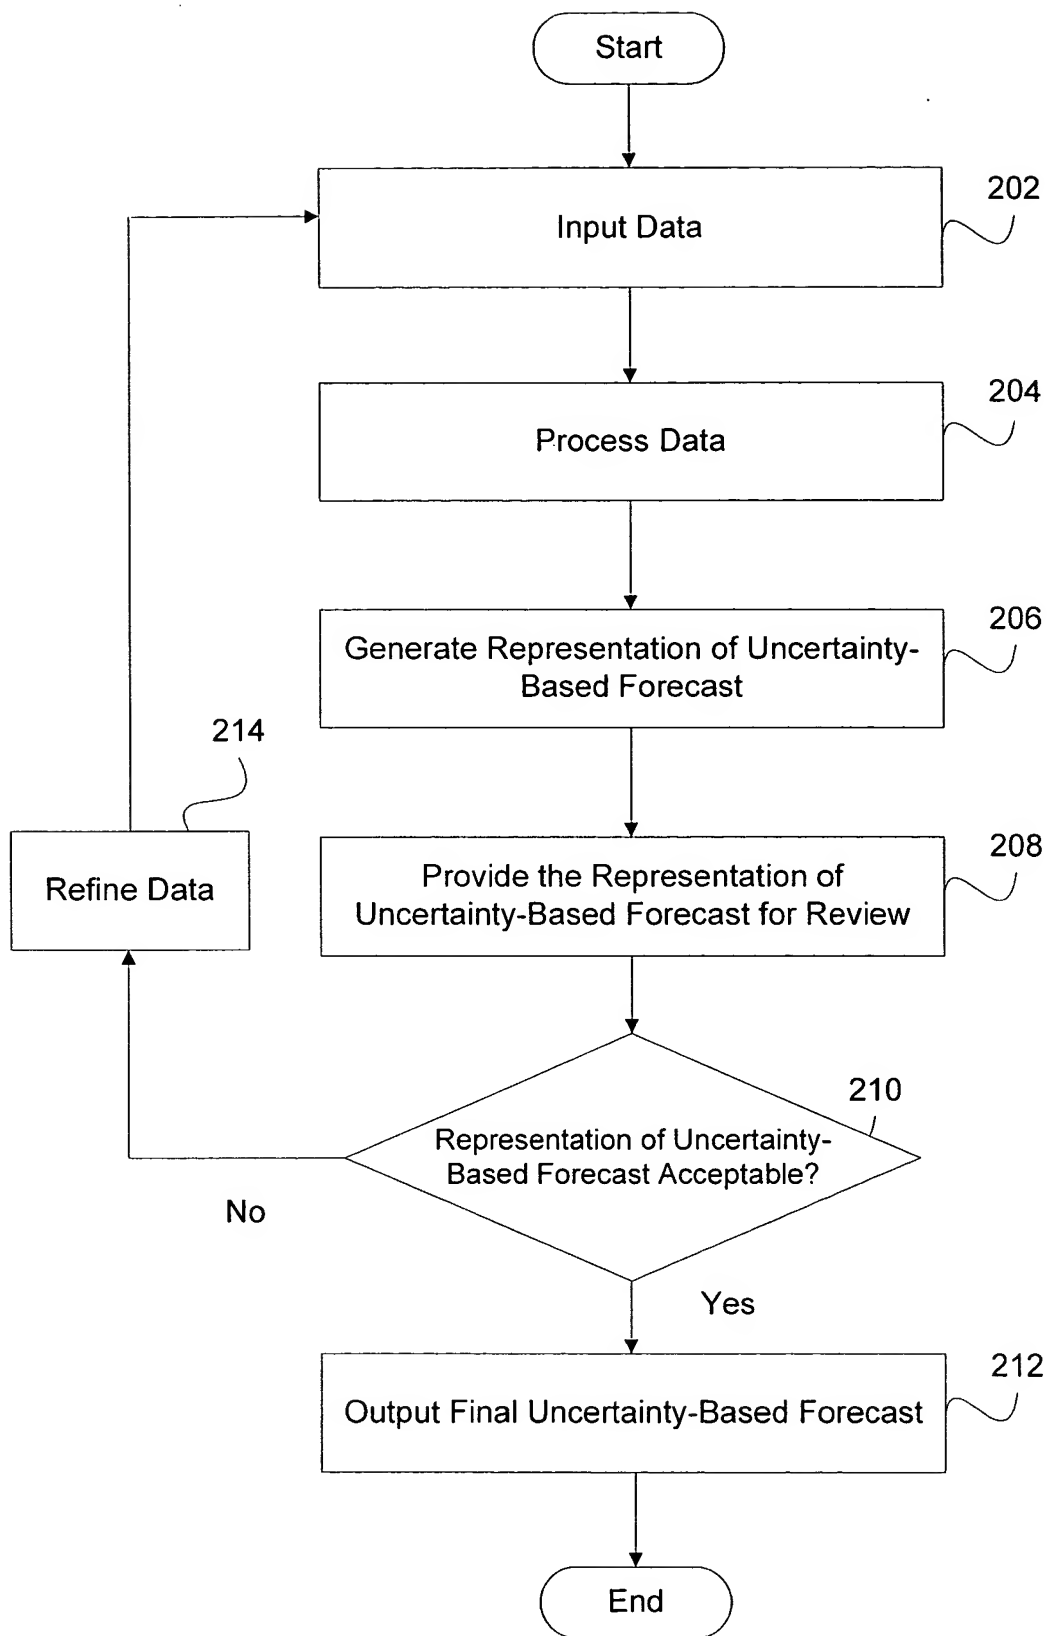 Start
202
Input Data
204
Process Data
206
Generate Representation of Uncertainty-
Based Forecast
214
208
Refine Data
Provide the Representation of
Uncertainty-Based Forecast for Review
210
Representation of Uncertainty-
Based Forecast Acceptable?
No
Yes
212
Output Final Uncertainty-Based Forecast
End